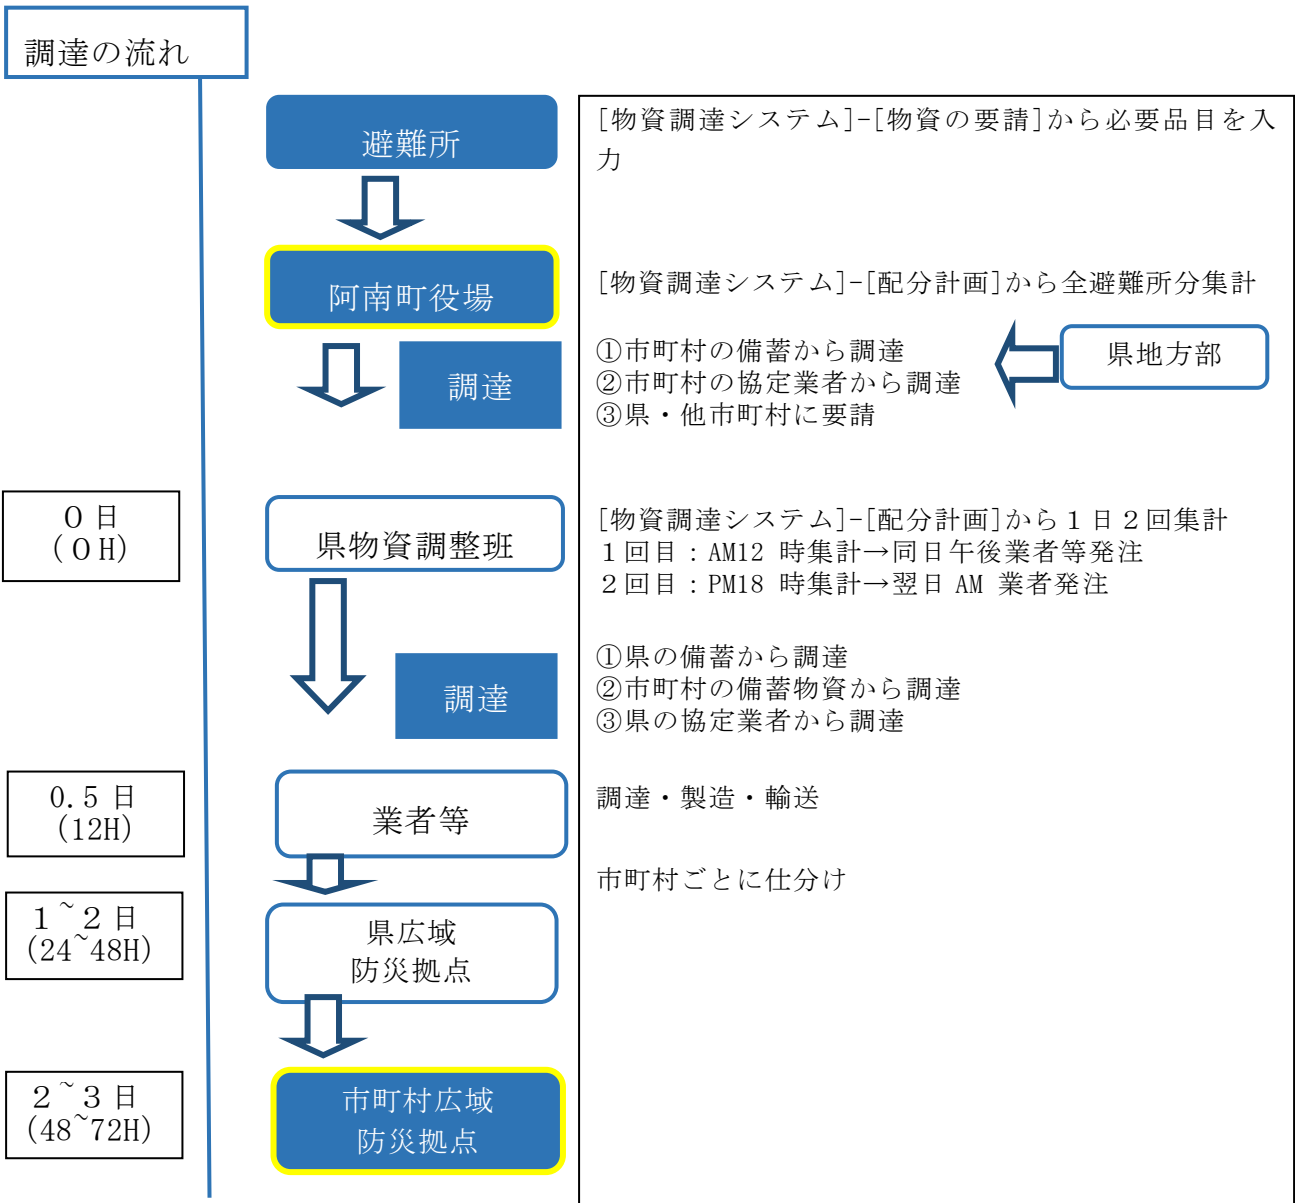 調達の流れ
避難所
[物資調達システム]-[物資の要請]から必要品目を入
力
阿南町役場
[物資調達システム]-[配分計画]から全避難所分集計
調達
①市町村の備蓄から調達
②市町村の協定業者から調達
③県・他市町村に要請
県地方部
０日
(０H)
県物資調整班
[物資調達システム]-[配分計画]から１日２回集計
１回目：AM12 時集計→同日午後業者等発注
２回目：PM18 時集計→翌日 AM 業者発注
調達
①県の備蓄から調達
②市町村の備蓄物資から調達
③県の協定業者から調達
0.5 日
(12H)
業者等
調達・製造・輸送
市町村ごとに仕分け
１~２日
(24~48H)
県広域
防災拠点
２~３日
(48~72H)
市町村広域
防災拠点